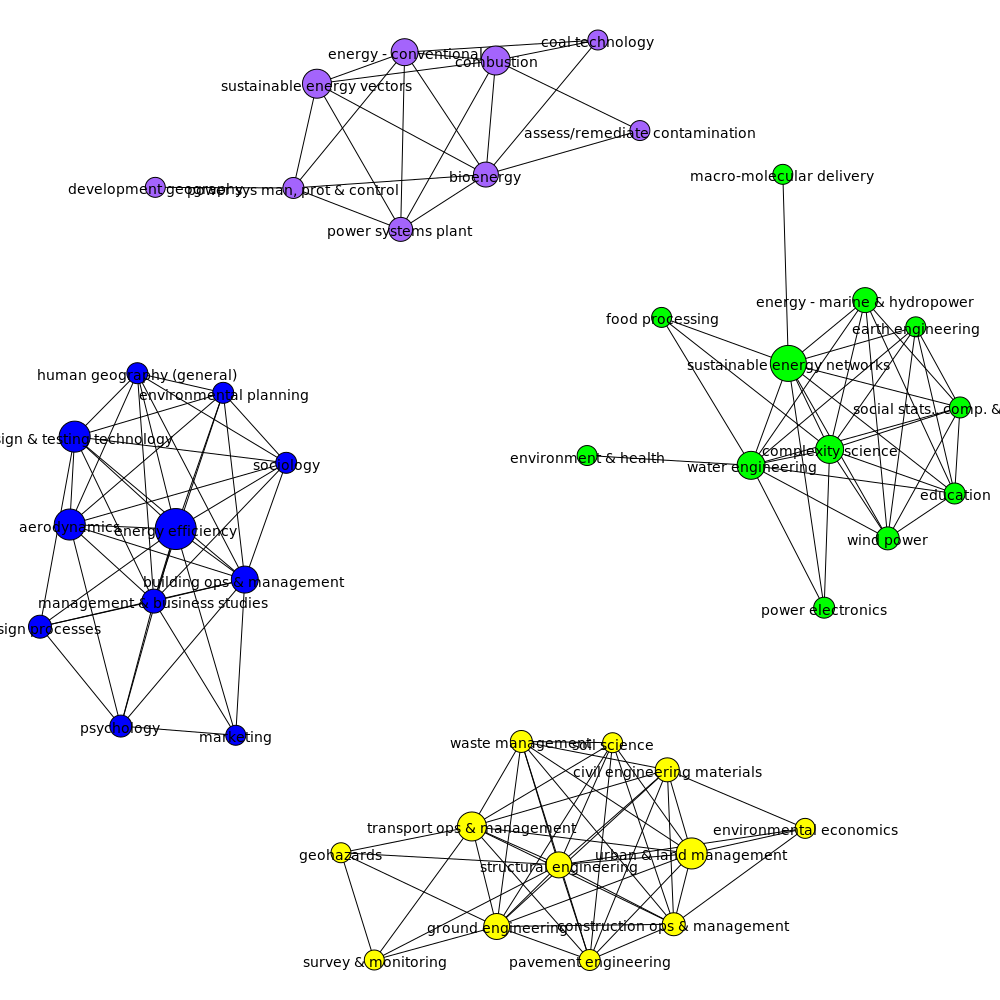 coal technology
energy - conventional
combustion
sustainable energy vectors
assess/remediate contamination
macro-molecular delivery
bioenergy
development geography
power sys man, prot & control
power systems plant
energy - marine & hydropower
food processing
earth engineering
sustainable energy networks
human geography (general)
environmental planning
social stats., comp. &
sign & testing technology
complexity science
environment & health
sociology
water engineering
education
aerodynamics
energy efficiency
wind power
building ops & management
management & business studies
power electronics
sign processes
psychology
marketing
waste management
soil science
civil engineering materials
transport ops & management
environmental economics
geohazards
urban & land management
structural engineering
ground engineering
construction ops & management
survey & monitoring
pavement engineering